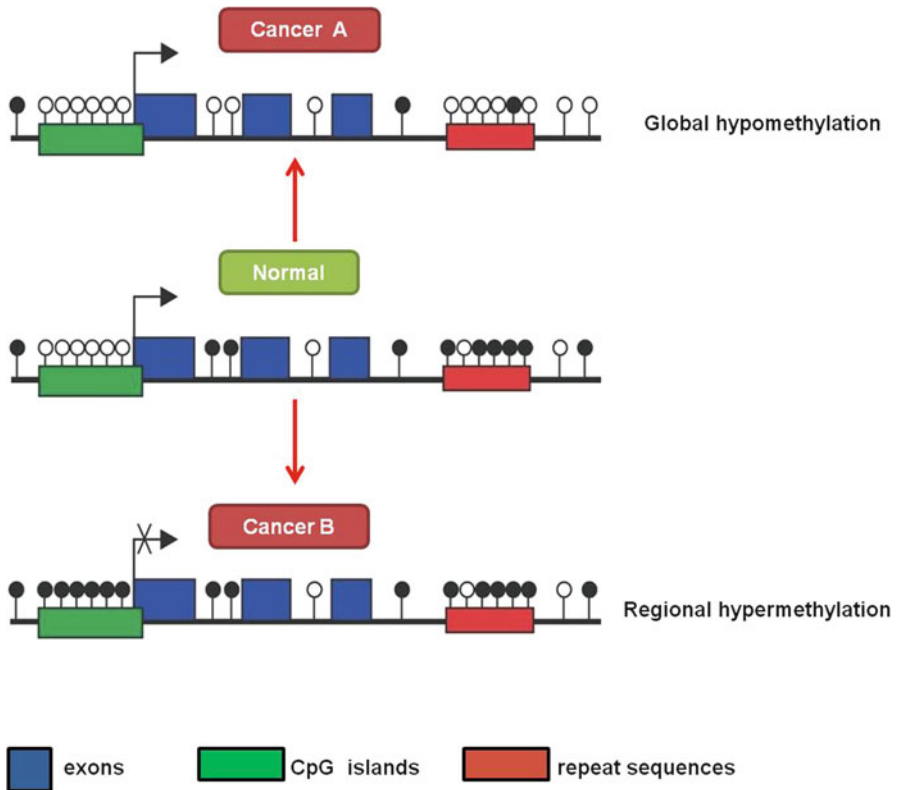 Cancer A
Global hypomethylation
Normal
Cancer B
Regional hypermethylation
exons
CpG islands
repeat sequences